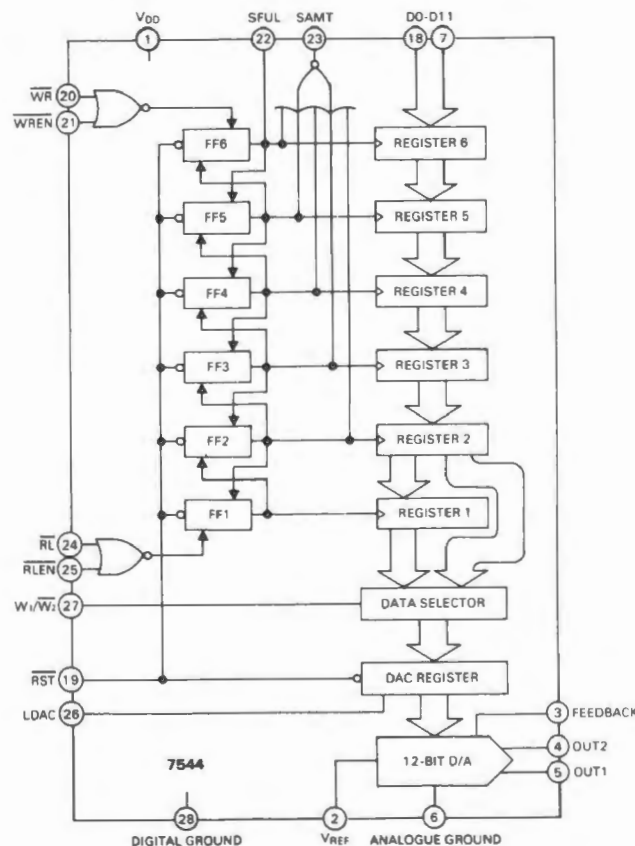 VDD SFUL SAMT D0-D11
1 22 23 18 7
WR
20
WREN
21
FF6 REGISTER 6
FF5 REGISTER 5
FF4 REGISTER 4
FF3 REGISTER 3
FF2 REGISTER 2
FF1 REGISTER 1
RL
24
RLEN
25
W1/W2
27
DATA SELECTOR
RST
19
DAC REGISTER
LDAC
26
3 FEEDBACK
7544
12-BIT D/A
4 OUT2
5 OUT1
28 2 6
DIGITAL GROUND VREF ANALOGUE GROUND